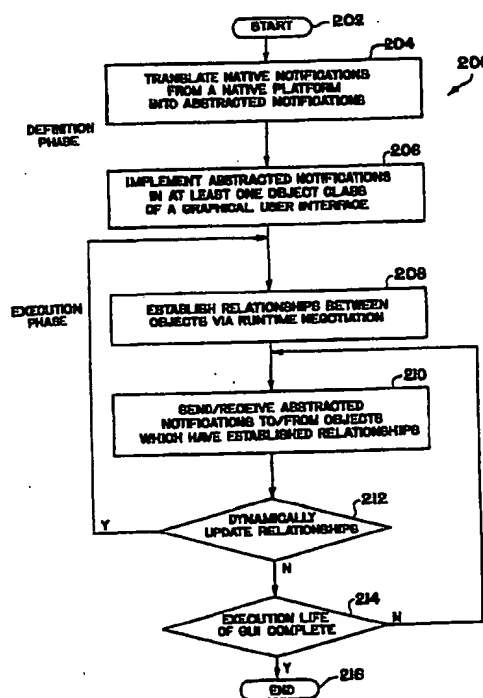 START
202
204
200
TRANSLATE NATIVE NOTIFICATIONS
FROM A NATIVE PLATFORM
INTO ABSTRACTED NOTIFICATIONS
DEFINITION
PHASE
206
IMPLEMENT ABSTRACTED NOTIFICATIONS
IN AT LEAST ONE OBJECT CLASS
OF A GRAPHICAL USER INTERFACE
208
EXECUTION
PHASE
ESTABLISH RELATIONSHIPS BETWEEN
OBJECTS VIA RUNTIME NEGOTIATION
210
SEND/RECEIVE ABSTRACTED
NOTIFICATIONS TO/FROM OBJECTS
WHICH HAVE ESTABLISHED RELATIONSHIPS
212
Y
DYNAMICALLY
UPDATE RELATIONSHIPS
N
214
EXECUTION LIFE
OF GUI COMPLETE
N
Y
216
END